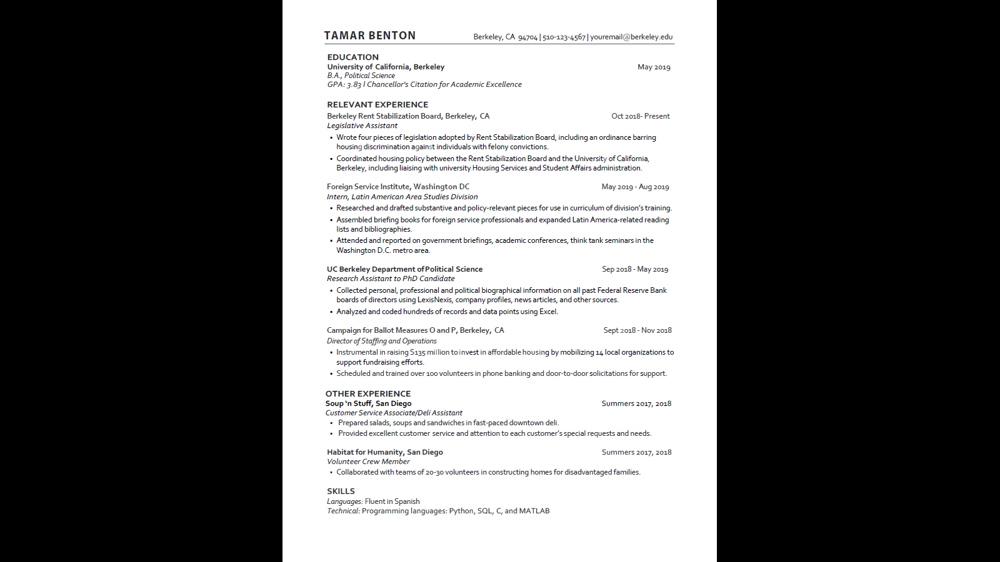 TAMAR BENTON Berkeley, CA 94704 | 510-123-4567 | youremail@berkeley.edu
EDUCATION
University of California, Berkeley May 2019
B.A., Political Science
GPA: 3.83 l Chancellor's Citation for Academic Excellence
RELEVANT EXPERIENCE
Berkeley Rent Stabilization Board, Berkeley, CA Oct 2018- Present
Legislative Assistant
▪ Wrote four pieces of legislation adopted by Rent Stabilization Board, including an ordinance barring
housing discrimination against individuals with felony convictions.
▪ Coordinated housing policy between the Rent Stabilization Board and the University of California,
Berkeley, including liaising with university Housing Services and Student Affairs administration.
Foreign Service Institute, Washington DC May 2019 - Aug 2019
Intern, Latin American Area Studies Division
▪ Researched and drafted substantive and policy-relevant pieces for use in curriculum of division’s training.
▪ Assembled briefing books for foreign service professionals and expanded Latin America-related reading
lists and bibliographies.
▪ Attended and reported on government briefings, academic conferences, think tank seminars in the
Washington D.C. metro area.
UC Berkeley Department of Political Science Sep 2018 - May 2019
Research Assistant to PhD Candidate
▪ Collected personal, professional and political biographical information on all past Federal Reserve Bank
boards of directors using LexisNexis, company profiles, news articles, and other sources.
▪ Analyzed and coded hundreds of records and data points using Excel.
Campaign for Ballot Measures O and P, Berkeley, CA Sept 2018 - Nov 2018
Director of Staffing and Operations
▪ Instrumental in raising S135 million to invest in affordable housing by mobilizing 14 local organizations to
support fundraising efforts.
▪ Scheduled and trained over 100 volunteers in phone banking and door-to-door solicitations for support.
OTHER EXPERIENCE
Soup ‘n Stuff, San Diego Summers 2017, 2018
Customer Service Associate/Deli Assistant
▪ Prepared salads, soups and sandwiches in fast-paced downtown deli.
▪ Provided excellent customer service and attention to each customer’s special requests and needs.
Habitat for Humanity, San Diego Summers 2017, 2018
Volunteer Crew Member
▪ Collaborated with teams of 20-30 volunteers in constructing homes for disadvantaged families.
SKILLS
Languages: Fluent in Spanish
Technical: Programming languages: Python, SQL, C, and MATLAB